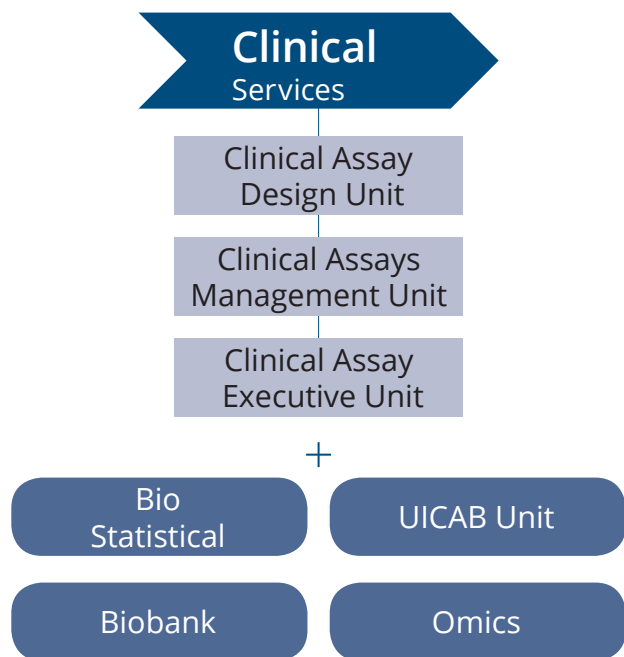 Clinical
Services
Clinical Assay
Design Unit
Clinical Assays
Management Unit
Clinical Assay
Executive Unit
+
Bio
Statistical
UICAB Unit
Biobank
Omics